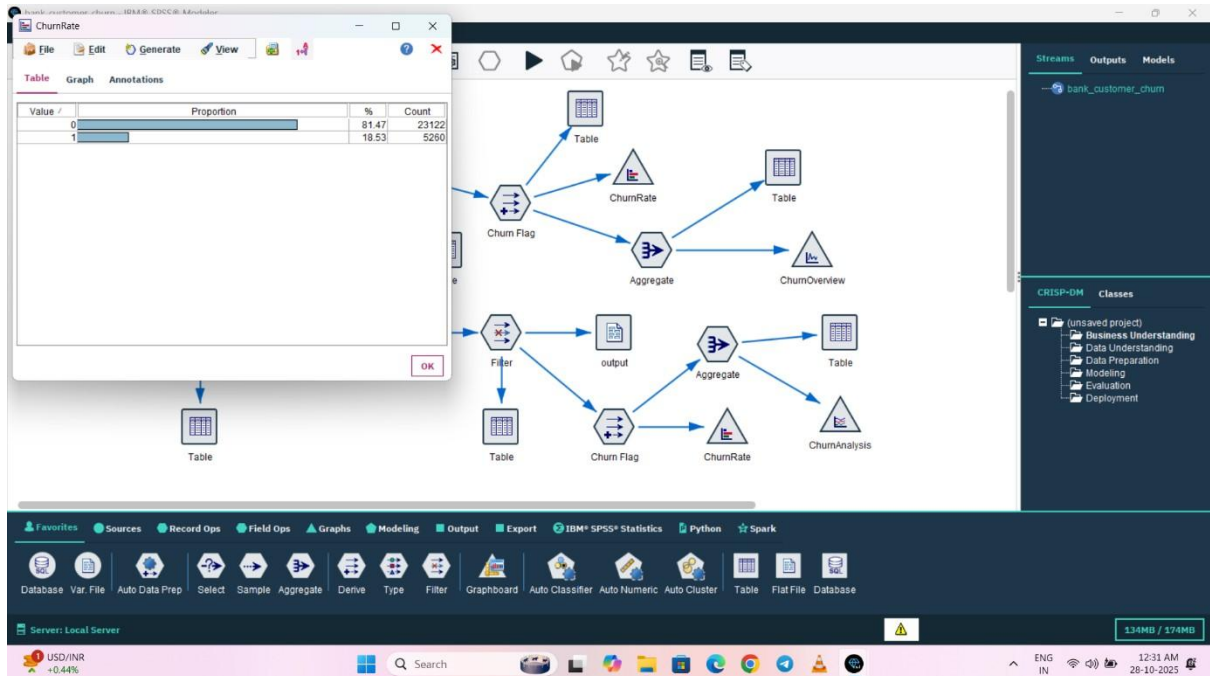 bank_customer_churn - IBM® SPSS® Modeler
ChurnRate
File Edit Generate View
Table Graph Annotations
Value Proportion % Count
0 81.47 23122
1 18.53 5260
OK
Table
ChurnRate
Table
Churn Flag
Aggregate
ChurnOverview
Filter
output
Aggregate
Table
Table
Table
Churn Flag
ChurnRate
ChurnAnalysis
Streams Outputs Models
bank_customer_churn
CRISP-DM Classes
(unsaved project)
Business Understanding
Data Understanding
Data Preparation
Modeling
Evaluation
Deployment
Favorites Sources Record Ops Field Ops Graphs Modeling Output Export IBM® SPSS® Statistics Python Spark
Database Var. File Auto Data Prep Select Sample Aggregate Derive Type Filter Graphboard Auto Classifier Auto Numeric Auto Cluster Table Flat File Database
Server: Local Server
134MB / 174MB
1 USD/INR
+0.44%
Search
ENG
IN
12:31 AM
28-10-2025